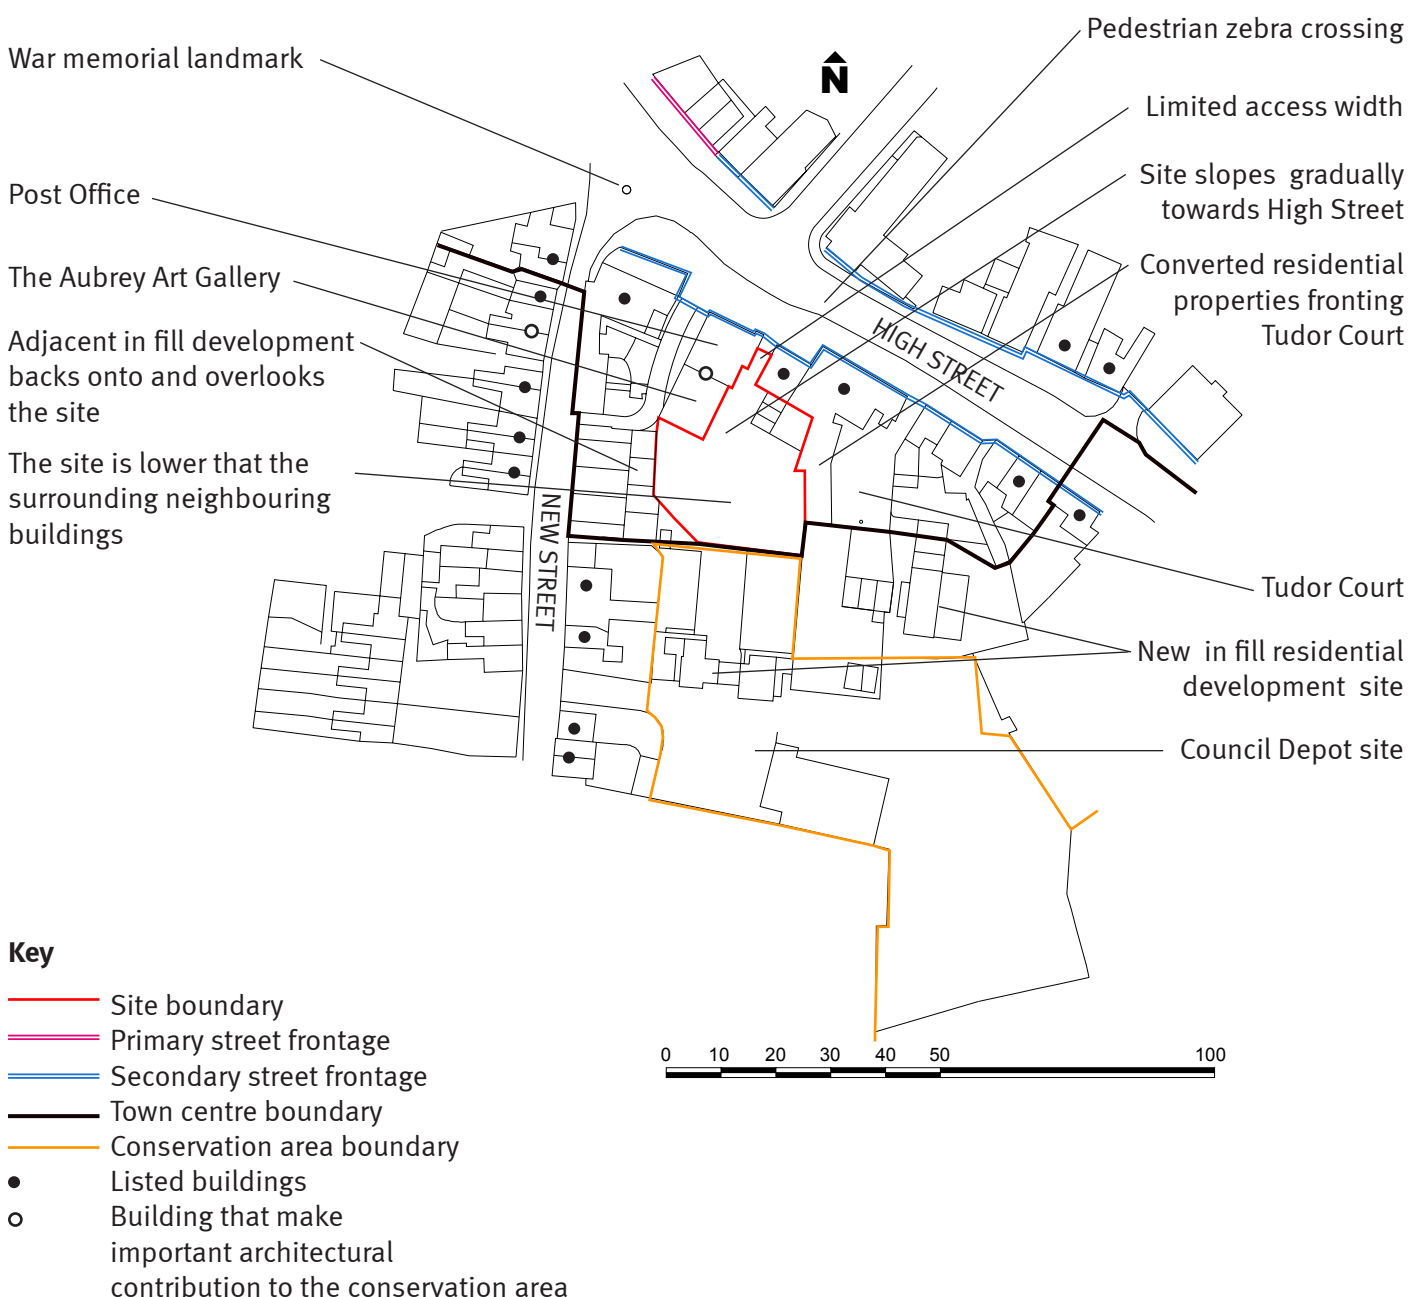 War memorial landmark
Post Office
The Aubrey Art Gallery
Adjacent in fill development
backs onto and overlooks
the site
The site is lower that the
surrounding neighbouring
buildings
N
Pedestrian zebra crossing
Limited access width
Site slopes gradually
towards High Street
Converted residential
properties fronting
Tudor Court
HIGH STREET
NEW STREET
Tudor Court
New in fill residential
development site
Council Depot site
Key
Site boundary
Primary street frontage
Secondary street frontage
Town centre boundary
Conservation area boundary
Listed buildings
Building that make
important architectural
contribution to the conservation area
0 10 20 30 40 50 100